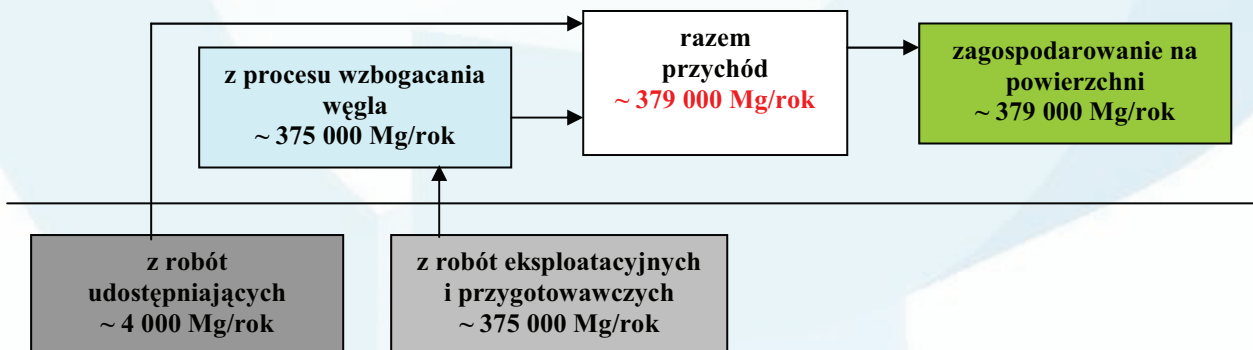 razem
przychód
~ 379 000 Mg/rok
z procesu wzbogacania
węgla
~ 375 000 Mg/rok
zagospodarowanie na
powierzchni
~ 379 000 Mg/rok
z robót
udostępniających
~ 4 000 Mg/rok
z robót eksploatacyjnych
i przygotowawczych
~ 375 000 Mg/rok